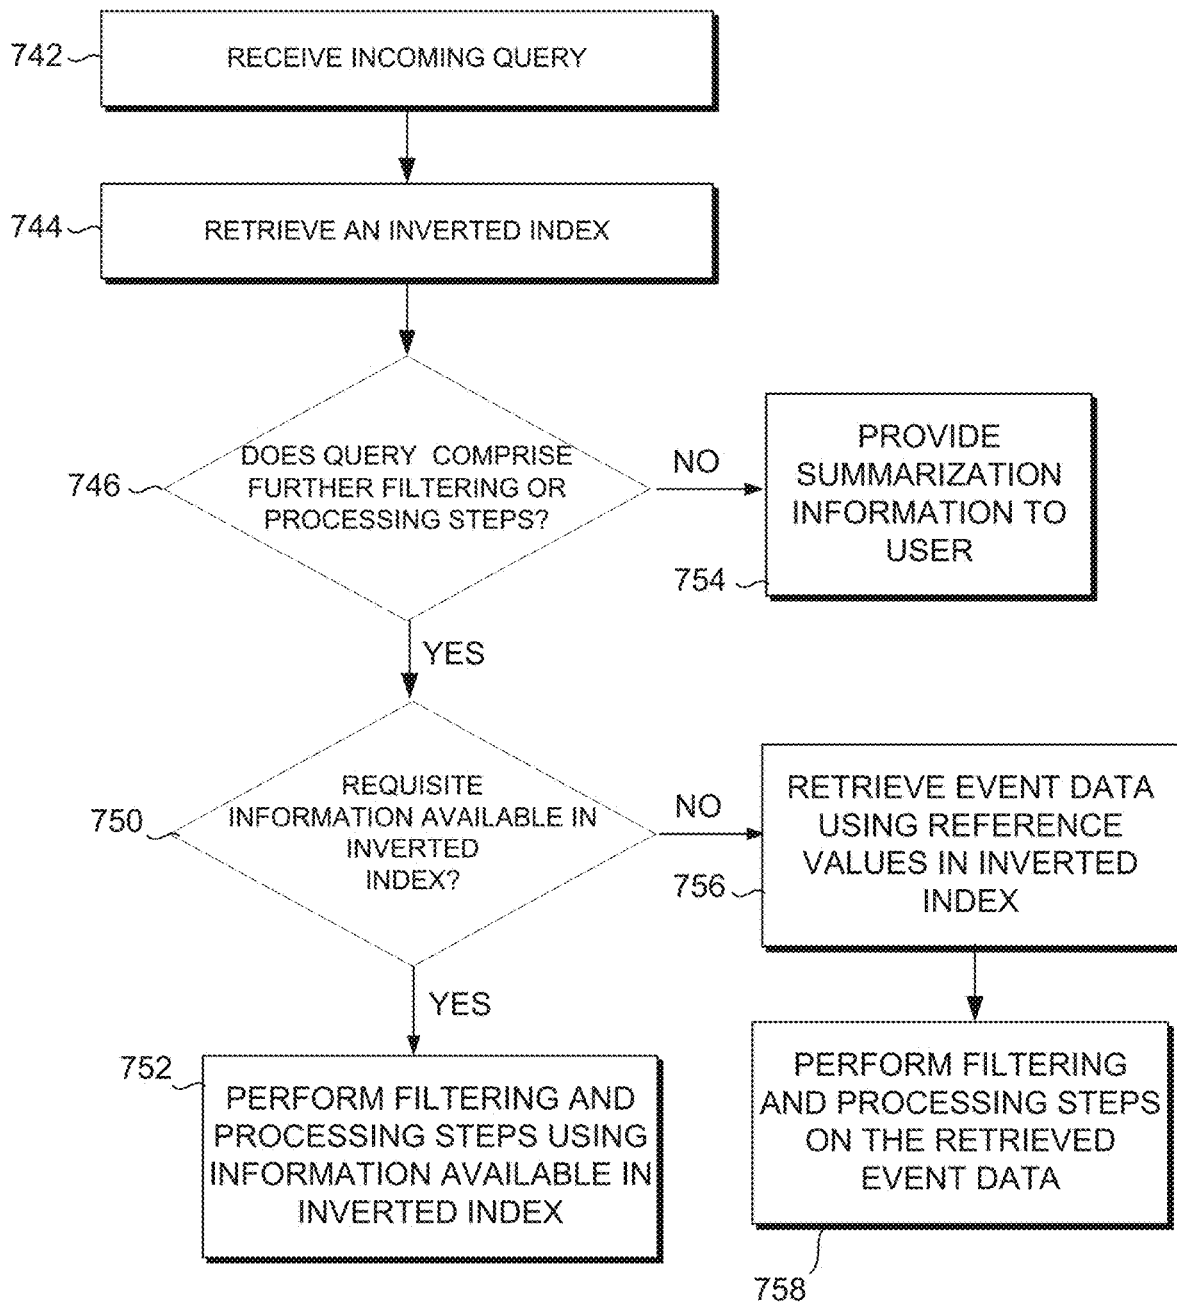 742
RECEIVE INCOMING QUERY
744
RETRIEVE AN INVERTED INDEX
746
DOES QUERY COMPRISE
FURTHER FILTERING OR
PROCESSING STEPS?
NO
PROVIDE
SUMMARIZATION
INFORMATION TO
USER
754
YES
750
REQUISITE
INFORMATION AVAILABLE IN
INVERTED
INDEX?
NO
RETRIEVE EVENT DATA
USING REFERENCE
VALUES IN INVERTED
INDEX
756
YES
752
PERFORM FILTERING AND
PROCESSING STEPS USING
INFORMATION AVAILABLE IN
INVERTED INDEX
PERFORM FILTERING
AND PROCESSING STEPS
ON THE RETRIEVED
EVENT DATA
758